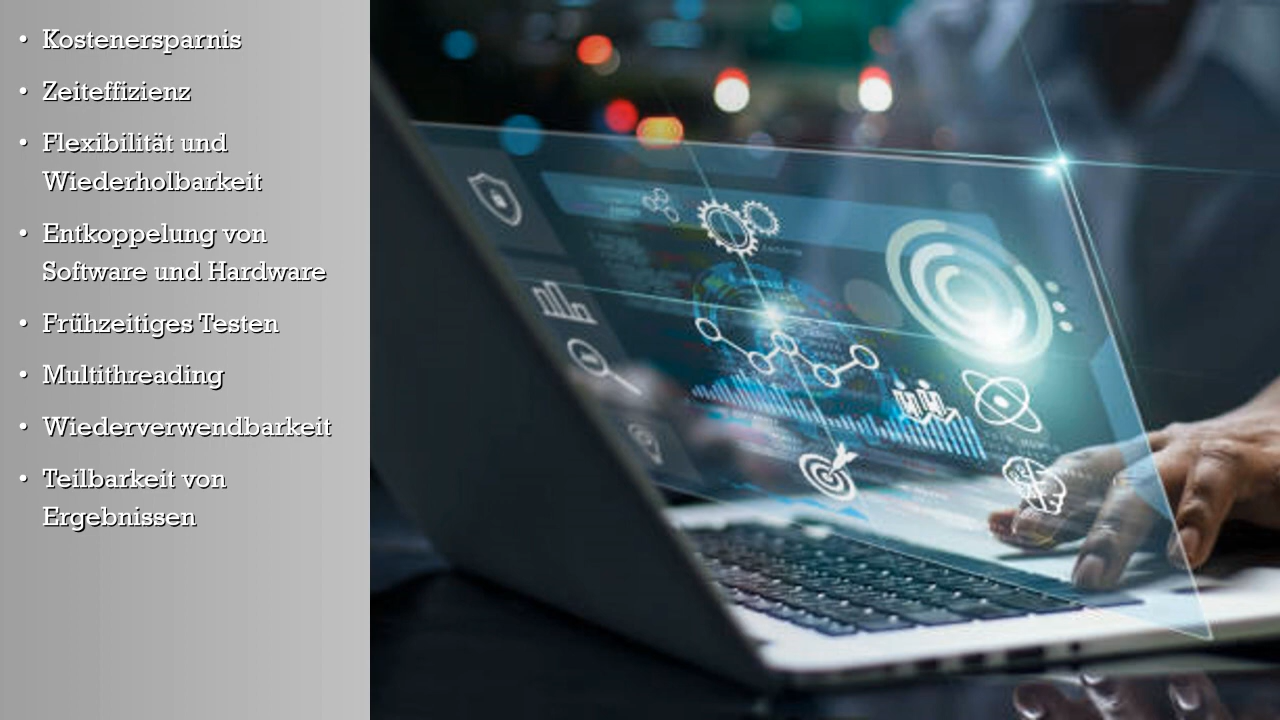 • Kostenersparnis
• Zeiteffizienz
• Flexibilität und
Wiederholbarkeit
• Entkoppelung von
Software und Hardware
• Frühzeitiges Testen
• Multithreading
• Wiederverwendbarkeit
• Teilbarkeit von
Ergebnissen